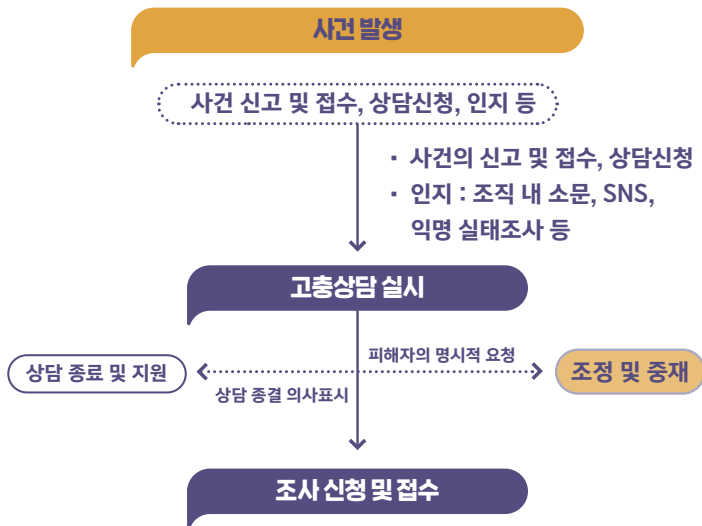 사건 발생
사건 신고 및 접수, 상담신청, 인지 등
▪ 사건의 신고 및 접수, 상담신청
▪ 인지 : 조직 내 소문, SNS,
익명 실태조사 등
고충상담 실시
피해자의 명시적 요청
상담 종료 및 지원
조정 및 중재
상담 종결 의사표시
조사 신청 및 접수